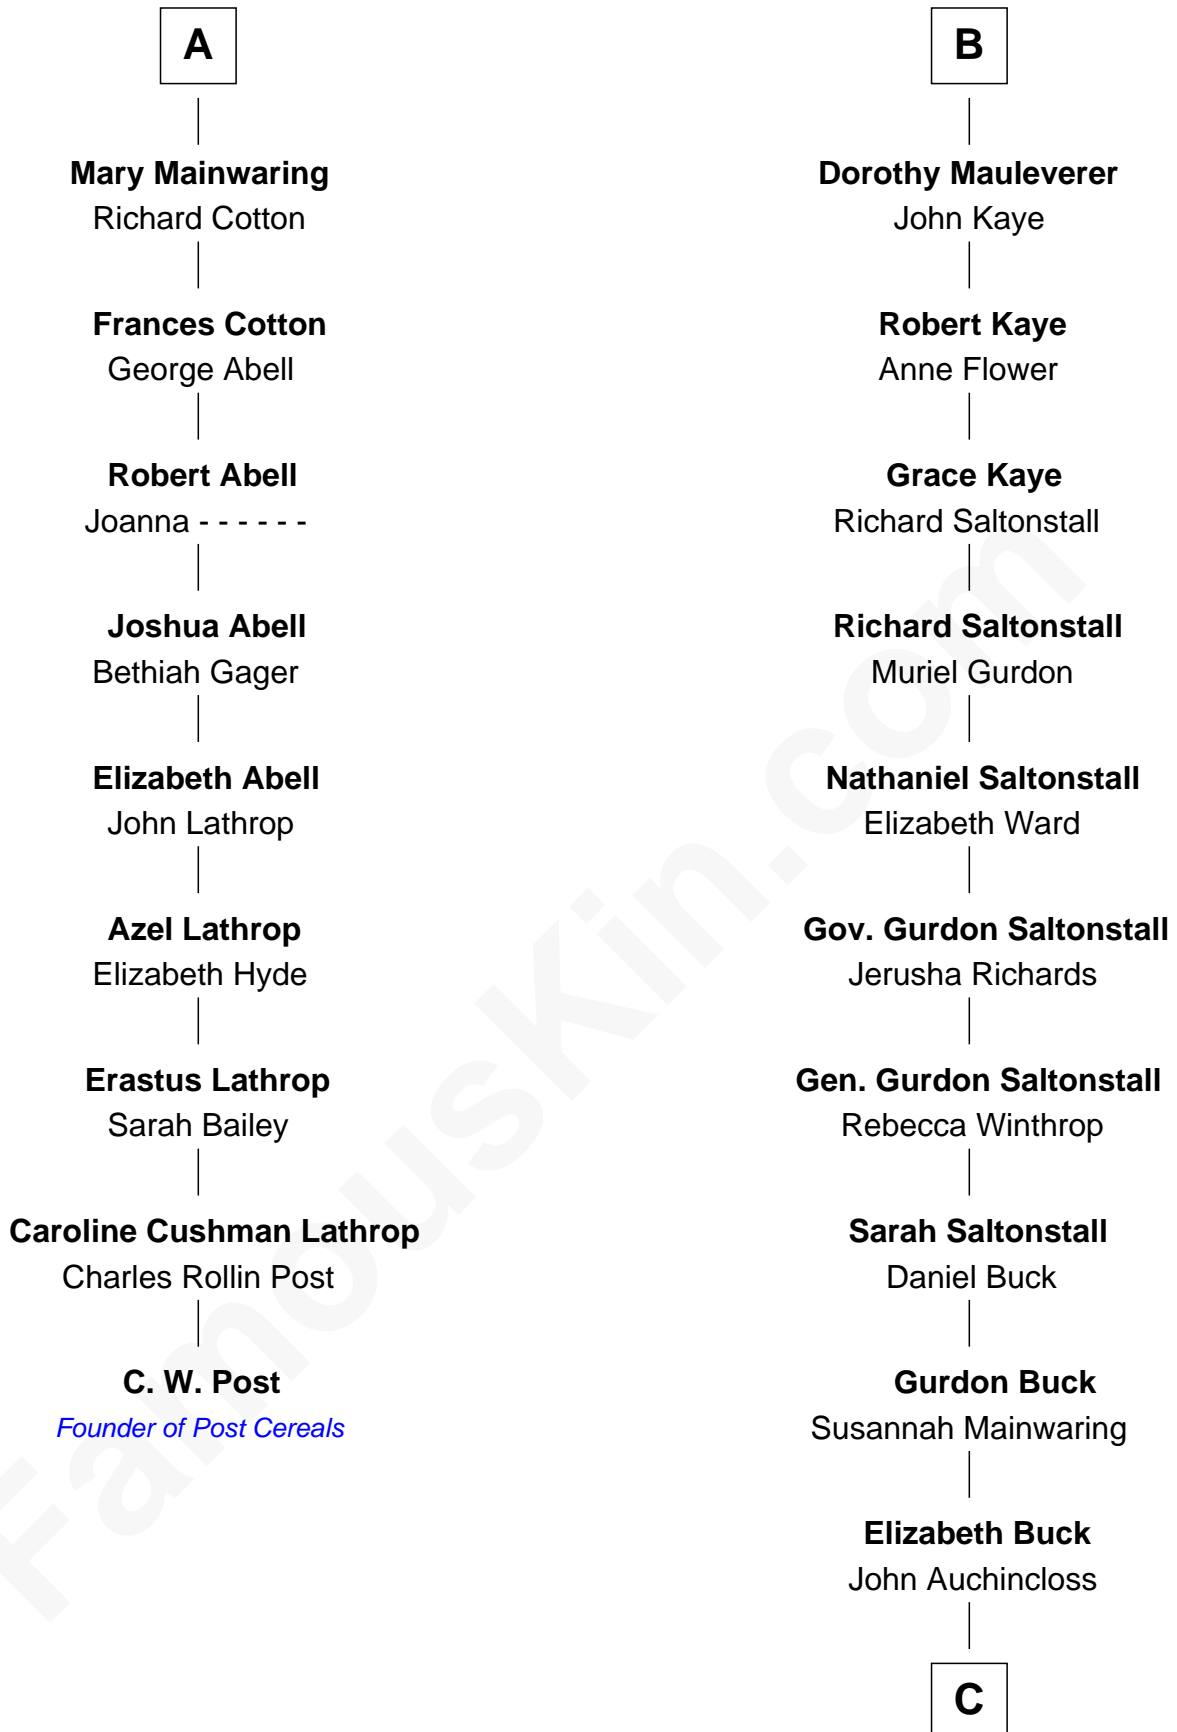 A
Mary Mainwaring
Richard Cotton
Frances Cotton
George Abell
Robert Abell
Joanna - - - - - -
Joshua Abell
Bethiah Gager
Elizabeth Abell
John Lathrop
Azel Lathrop
Elizabeth Hyde
Erastus Lathrop
Sarah Bailey
Caroline Cushman Lathrop
Charles Rollin Post
C. W. Post
Founder of Post Cereals
B
Dorothy Mauleverer
John Kaye
Robert Kaye
Anne Flower
Grace Kaye
Richard Saltonstall
Richard Saltonstall
Muriel Gurdon
Nathaniel Saltonstall
Elizabeth Ward
Gov. Gurdon Saltonstall
Jerusha Richards
Gen. Gurdon Saltonstall
Rebecca Winthrop
Sarah Saltonstall
Daniel Buck
Gurdon Buck
Susannah Mainwaring
Elizabeth Buck
John Auchincloss
C
FamousKin.com